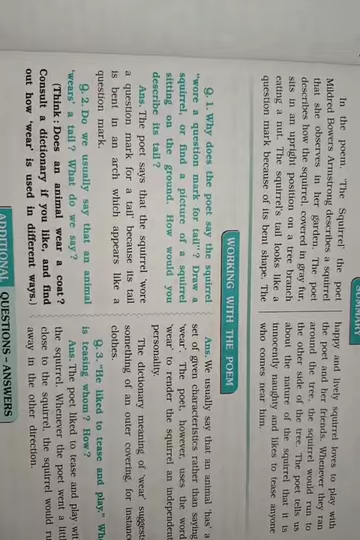 SUMMARY
In the poem, 'The Squirrel' the poet
Mildred Bowers Armstrong describes a squirrel
that she observes in her garden. The poet
describes how the squirrel, covered in gray fur,
sits in an upright position on a tree branch
eating a nut. The squirrel's tail looks like a
question mark because of its bent shape. The
happy and lively squirrel loves to play with
the poet and her friends. Whenever they ran
around the tree, the squirrel would run to
the other side of the tree. The poet tells us
about the nature of the squirrel that it is
innocently naughty and likes to tease anyone
who comes near him.
WORKING WITH THE POEM
Q. 1. Why does the poet say the squirrel
"wore a question mark for tail"? Draw a
squirrel, or find a picture of a squirrel
sitting on the ground. How would you
describe its tail?
Ans. The poet says that the squirrel 'wore
a question mark for a tail' because its tail
is bent in an arch which appears like a
question mark.
Q. 2. Do we usually say that an animal
'wears' a tail? What do we say?
(Think : Does an animal wear a coat?
Consult a dictionary if you like, and find
out how 'wear' is used in different ways.)
Ans. We usually say that an animal 'has' a
set of given characteristics rather than saying
'wear'. The poet, however, uses the word
'wear' to render the squirrel an independent
personality.
The dictionary meaning of 'wear' suggests
something of an outer covering, for instance
clothes.
Q. 3. "He liked to tease and play." Who
is teasing whom? How?
Ans. The poet liked to tease and play with
the squirrel. Whenever the poet went a little
close to the squirrel, the squirrel would run
away in the other direction.
ADDITIONAL QUESTIONS – ANSWERS